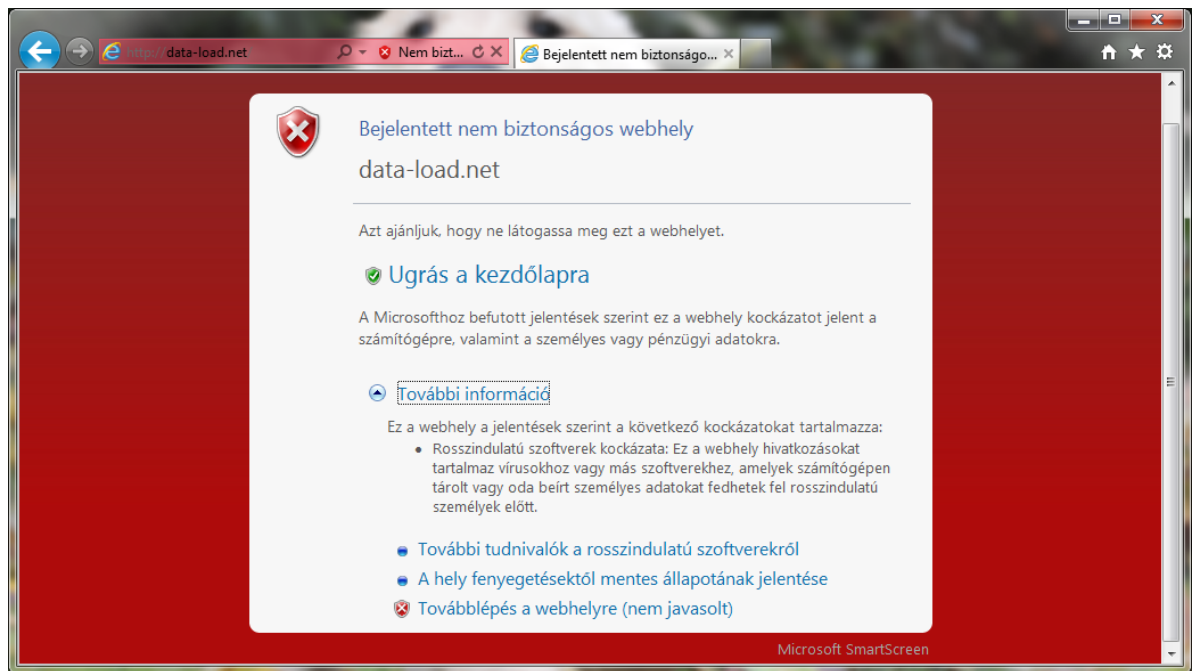 http://data-load.net
Nem bizt...
Bejelentett nem biztonságo...
Bejelentett nem biztonságos webhely
data-load.net
Azt ajánljuk, hogy ne látogassa meg ezt a webhelyet.
Ugrás a kezdőlapra
A Microsofthoz befutott jelentések szerint ez a webhely kockázatot jelent a
számítógépre, valamint a személyes vagy pénzügyi adatokra.
További információ
Ez a webhely a jelentések szerint a következő kockázatokat tartalmazza:
Rosszindulatú szoftverek kockázata: Ez a webhely hivatkozásokat
tartalmaz vírusokhoz vagy más szoftverekhez, amelyek számítógépen
tárolt vagy oda beírt személyes adatokat fedhetek fel rosszindulatú
személyek előtt.
További tudnivalók a rosszindulatú szoftverekről
A hely fenyegetésektől mentes állapotának jelentése
Továbblépés a webhelyre (nem javasolt)
Microsoft SmartScreen